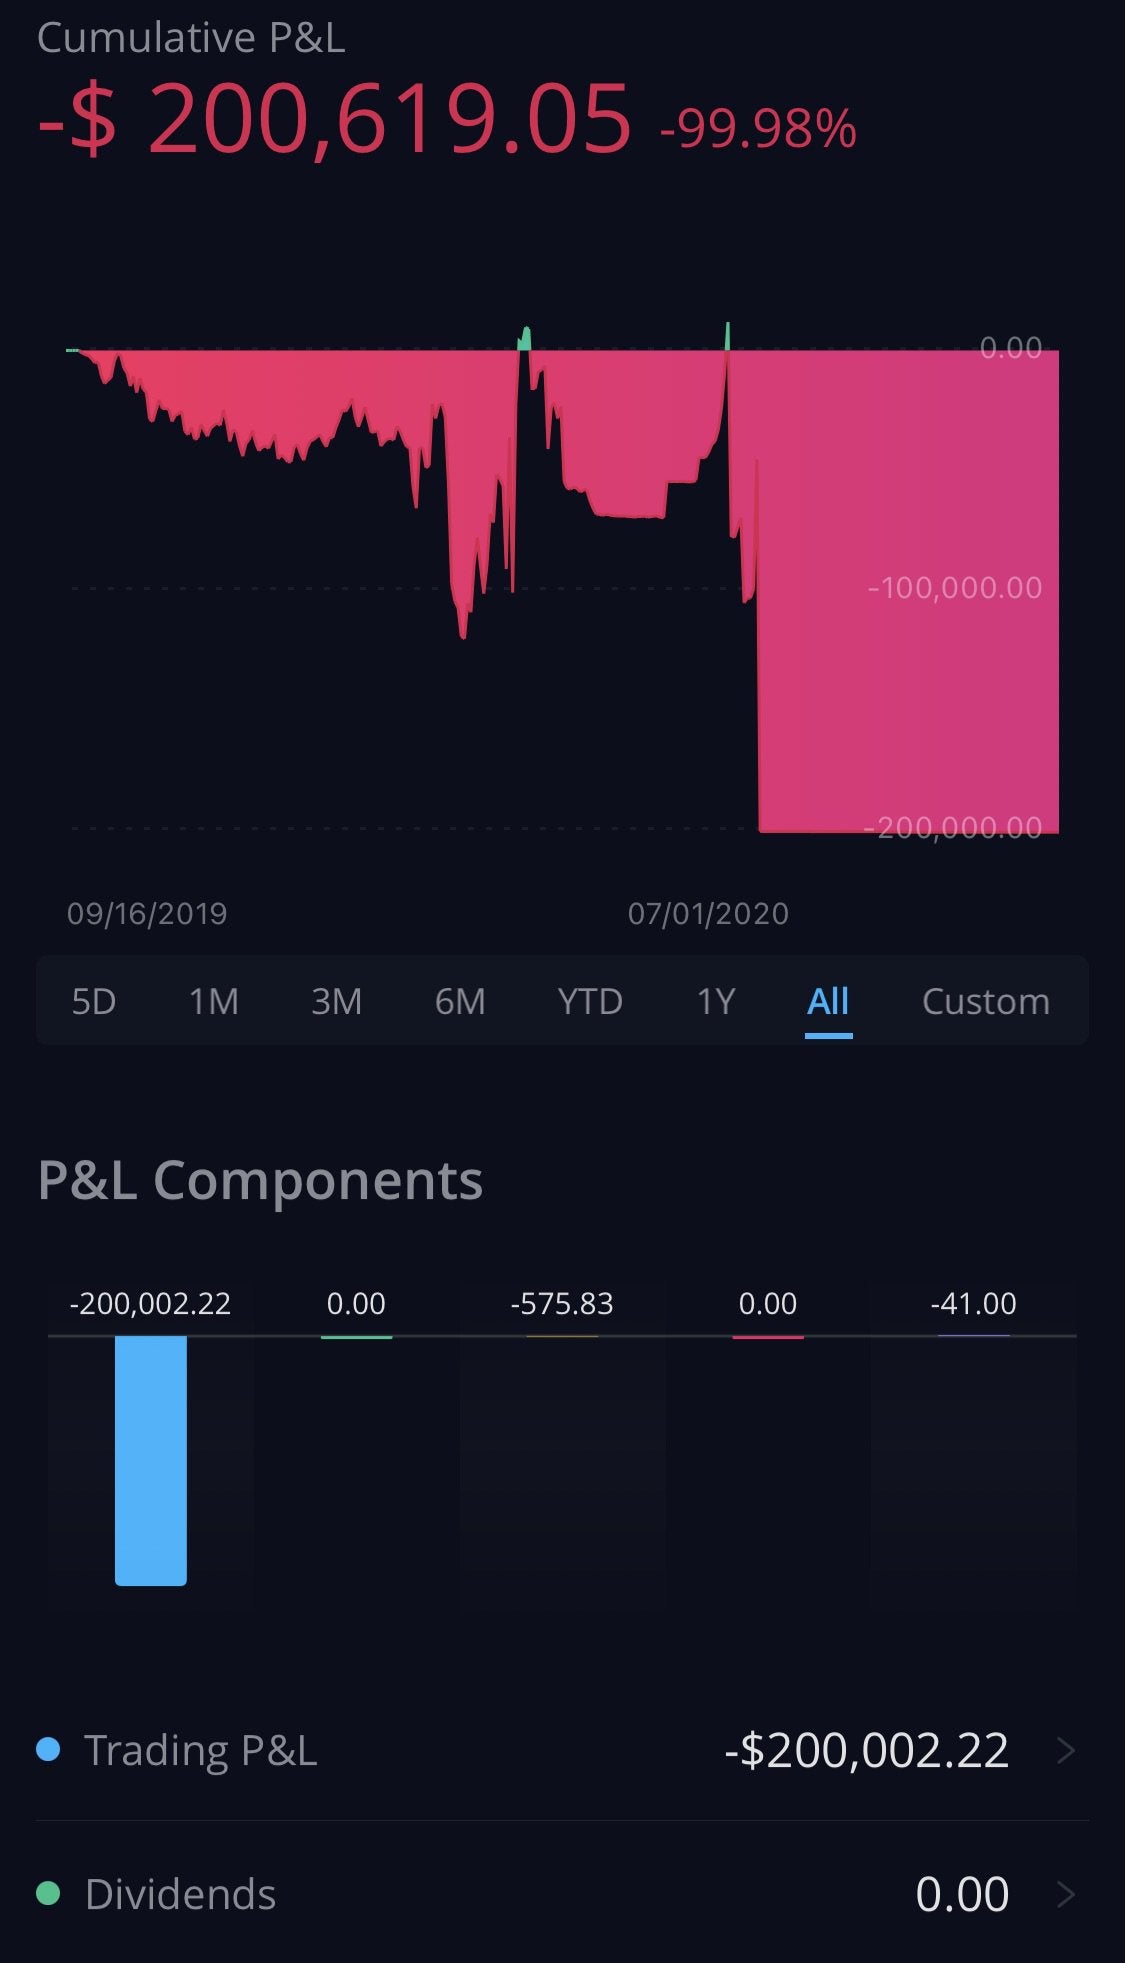 Cumulative P&L
-$ 200,619.05 -99.98%
0.00
-100,000.00
-200,000.00
09/16/2019 07/01/2020
5D 1M 3M 6M YTD 1Y All Custom
P&L Components
-200,002.22 0.00 -575.83 0.00 -41.00
Trading P&L -$200,002.22
Dividends 0.00